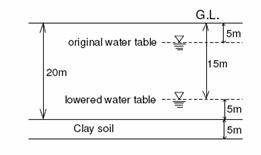 G.L.
5m
original water table
20m
15m
lowered water table
5m
Clay soil
5m